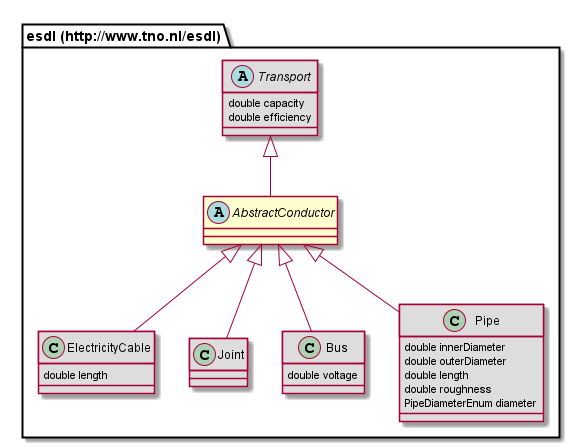 esdl (http://www.tno.nl/esdl)
A Transport
double capacity
double efficiency
A AbstractConductor
C ElectricityCable
double length
C Joint
C Bus
double voltage
C Pipe
double innerDiameter
double outerDiameter
double length
double roughness
PipeDiameterEnum diameter